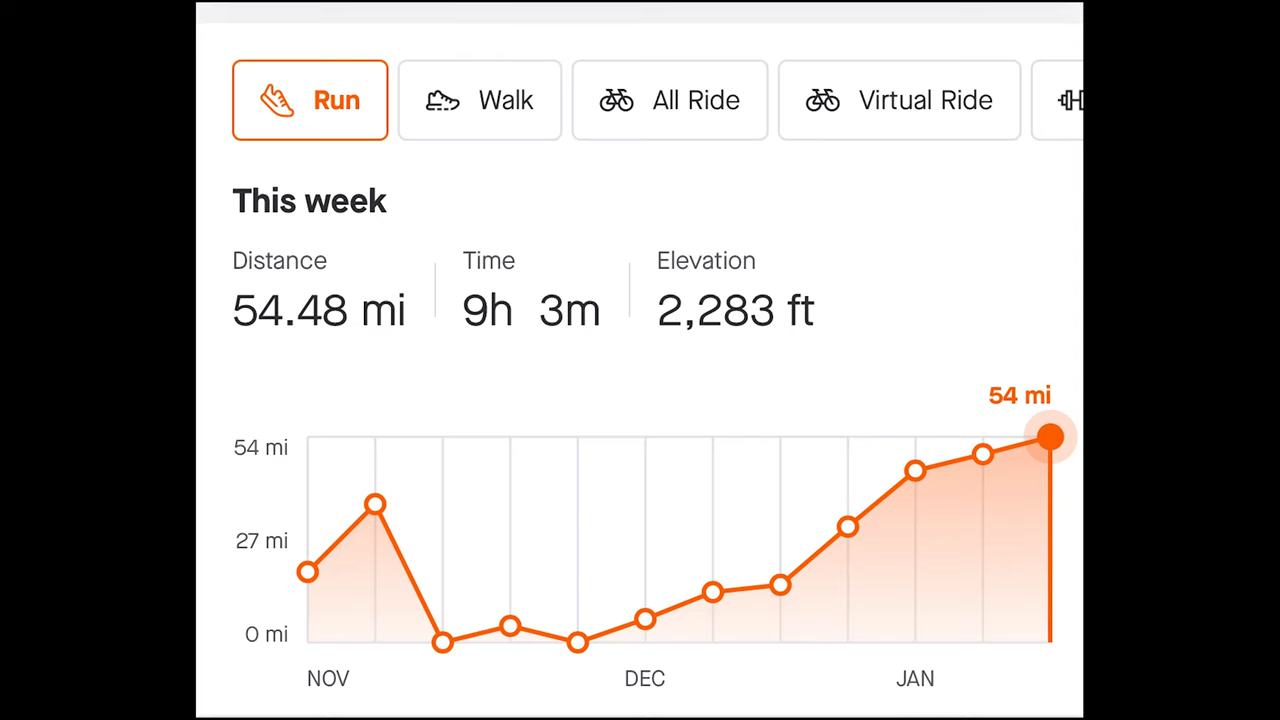 Run Walk All Ride Virtual Ride
This week
Distance Time Elevation
54.48 mi 9h 3m 2,283 ft
54 mi
54 mi
27 mi
0 mi
NOV DEC JAN